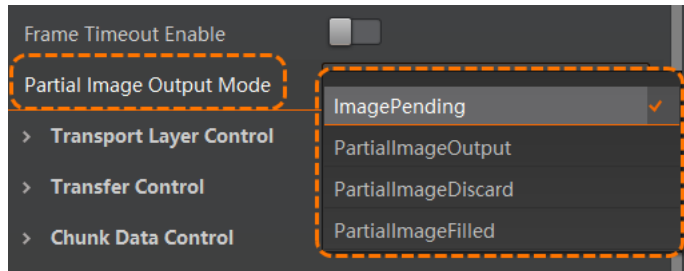 Frame Timeout Enable
Partial Image Output Mode
ImagePending
Transport Layer Control
PartialImageOutput
Transfer Control
PartialImageDiscard
Chunk Data Control
PartialImageFilled